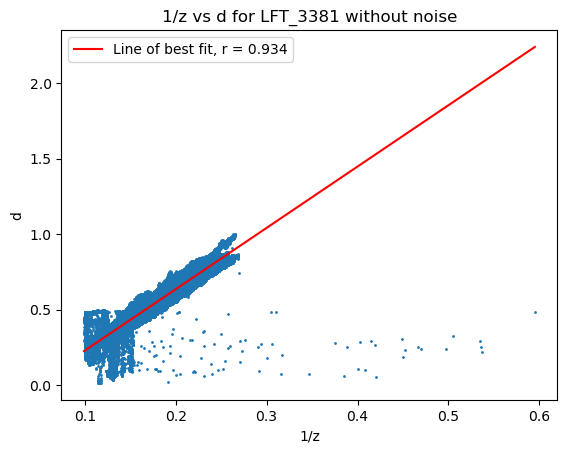 1/z vs d for LFT_3381 without noise
Line of best fit, r = 0.934
d
2.0
1.5
1.0
0.5
0.0
0.1 0.2 0.3 0.4 0.5 0.6
1/z